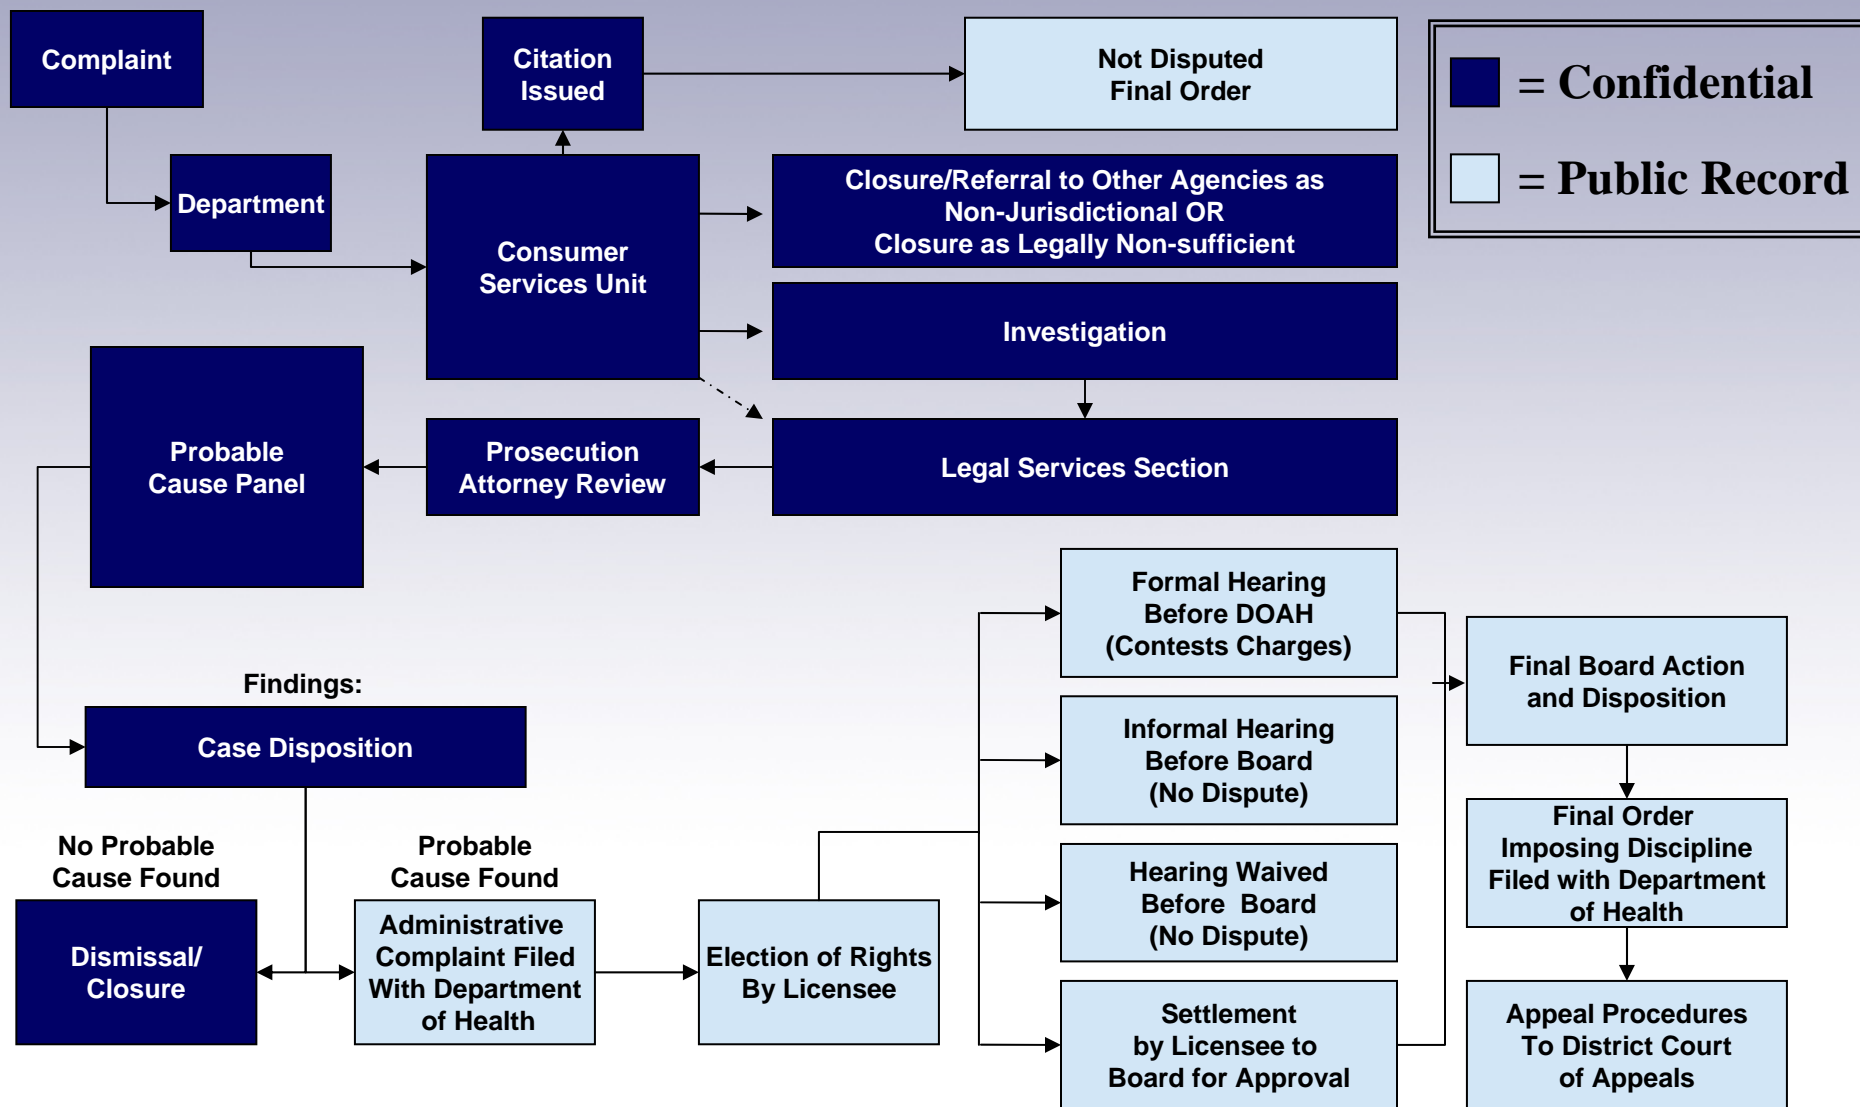 Complaint
Citation
Issued
Not Disputed
Final Order
= Confidential
= Public Record
Department
Consumer
Services Unit
Closure/Referral to Other Agencies as
Non-Jurisdictional OR
Closure as Legally Non-sufficient
Investigation
Probable
Cause Panel
Prosecution
Attorney Review
Legal Services Section
Findings:
Case Disposition
No Probable
Cause Found
Probable
Cause Found
Dismissal/
Closure
Administrative
Complaint Filed
With Department
of Health
Election of Rights
By Licensee
Formal Hearing
Before DOAH
(Contests Charges)
Informal Hearing
Before Board
(No Dispute)
Hearing Waived
Before Board
(No Dispute)
Settlement
by Licensee to
Board for Approval
Final Board Action
and Disposition
Final Order
Imposing Discipline
Filed with Department
of Health
Appeal Procedures
To District Court
of Appeals